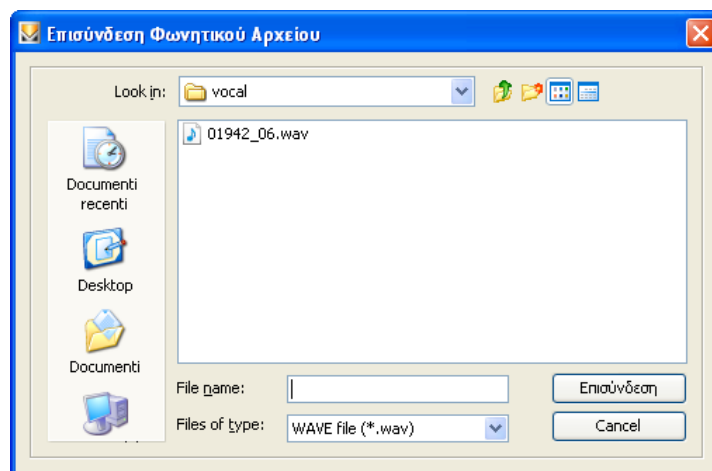 Επισύνδεση Φωνητικού Αρχείου
Look in: vocal
01942_06.wav
Documenti
recenti
Desktop
Documenti
File name: Επισύνδεση
Files of type: WAVE file (*.wav) Cancel